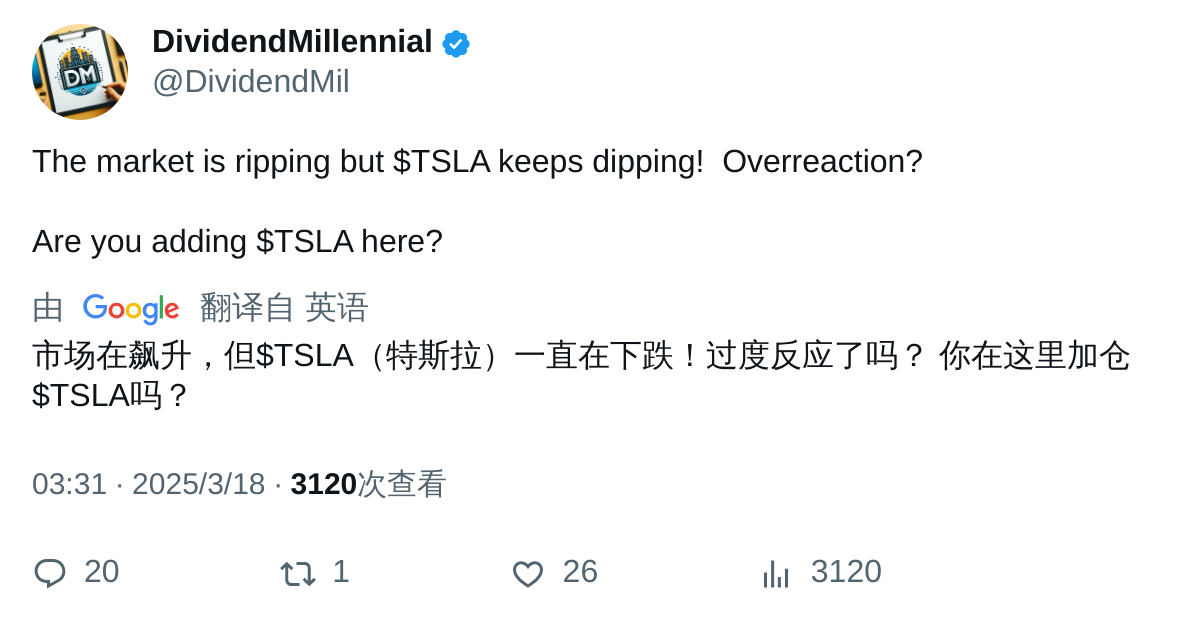 DM
DividendMillennial
@DividendMil
The market is ripping but $TSLA keeps dipping!  Overreaction?
Are you adding $TSLA here?
由 Google 翻译自 英语
市场在飙升，但$TSLA（特斯拉）一直在下跌！过度反应了吗？ 你在这里加仓
$TSLA吗？
03:31 · 2025/3/18 · 3120次查看
20 1 26 3120